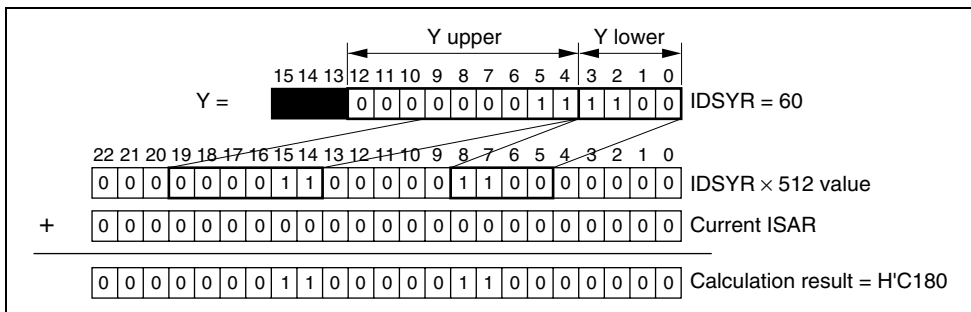 Y upper Y lower
15 14 13 12 11 10 9 8 7 6 5 4 3 2 1 0
Y = 0 0 0 0 0 0 0 1 1 1 1 0 0 IDSYR = 60
22 21 20 19 18 17 16 15 14 13 12 11 10 9 8 7 6 5 4 3 2 1 0
0 0 0 0 0 0 0 1 1 0 0 0 0 0 1 1 0 0 0 0 0 0 0 IDSYR × 512 value
+ 0 0 0 0 0 0 0 0 0 0 0 0 0 0 0 0 0 0 0 0 0 0 0 Current ISAR
0 0 0 0 0 0 0 1 1 0 0 0 0 0 1 1 0 0 0 0 0 0 0 Calculation result = H'C180